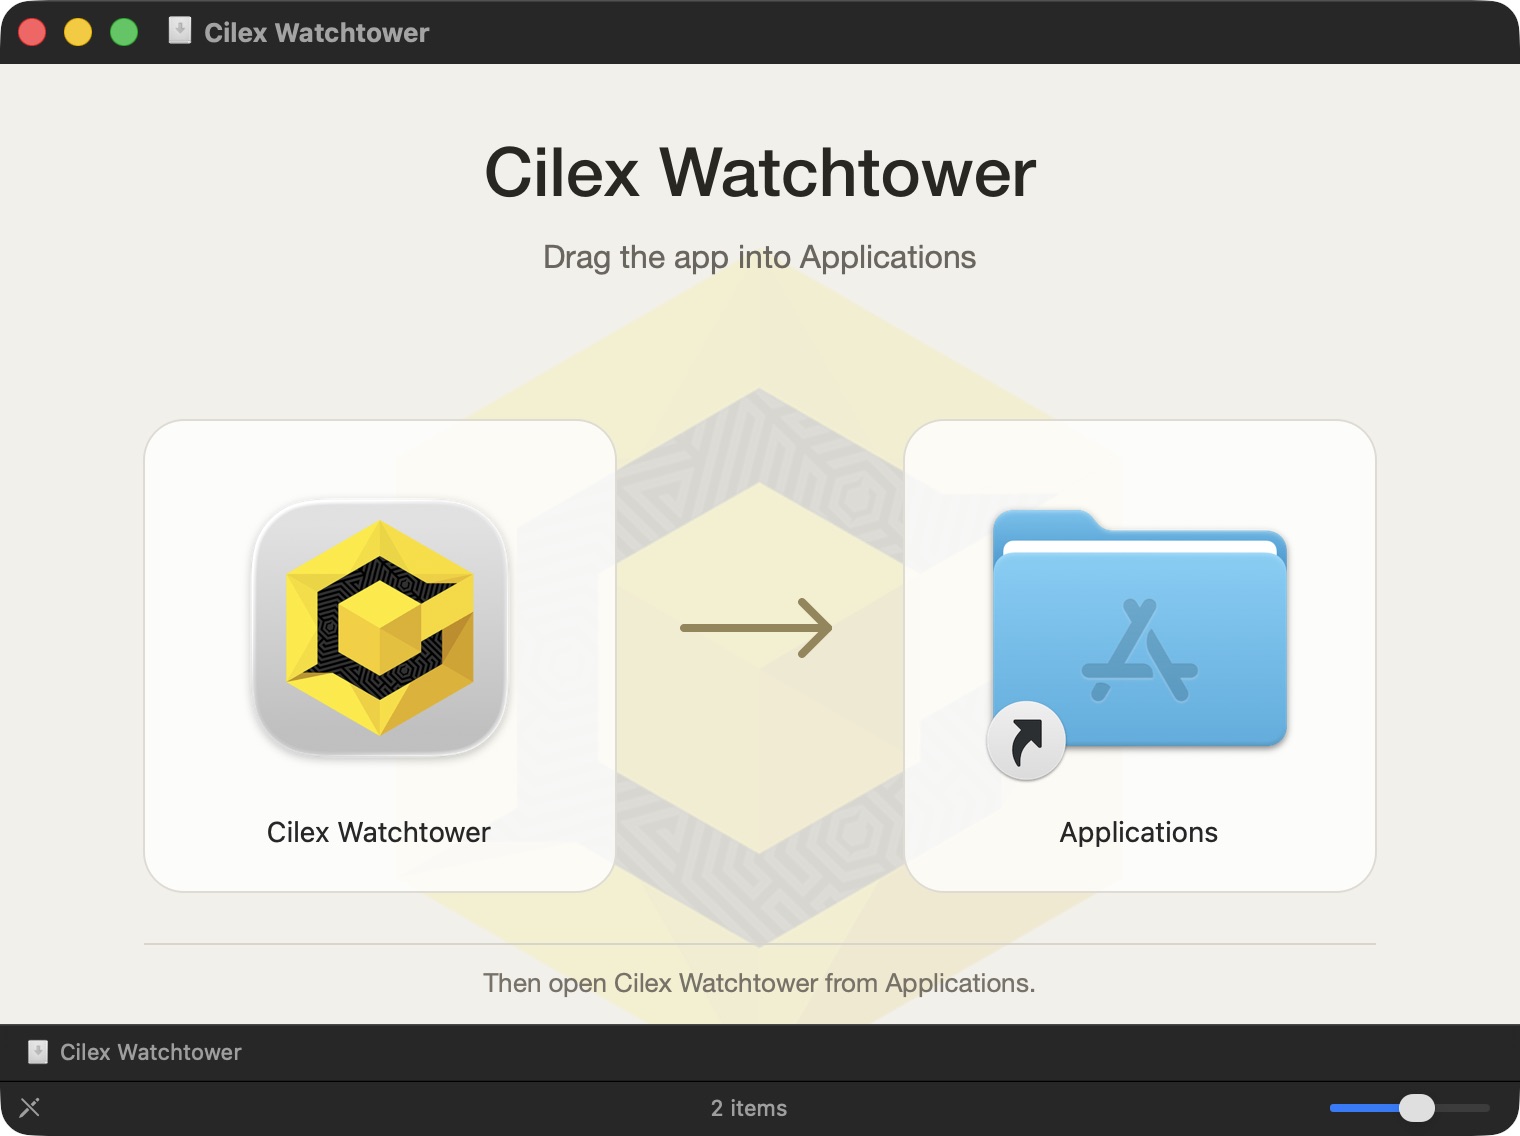 Cilex Watchtower
Cilex Watchtower
Drag the app into Applications
Cilex Watchtower
Applications
Then open Cilex Watchtower from Applications.
Cilex Watchtower
2 items